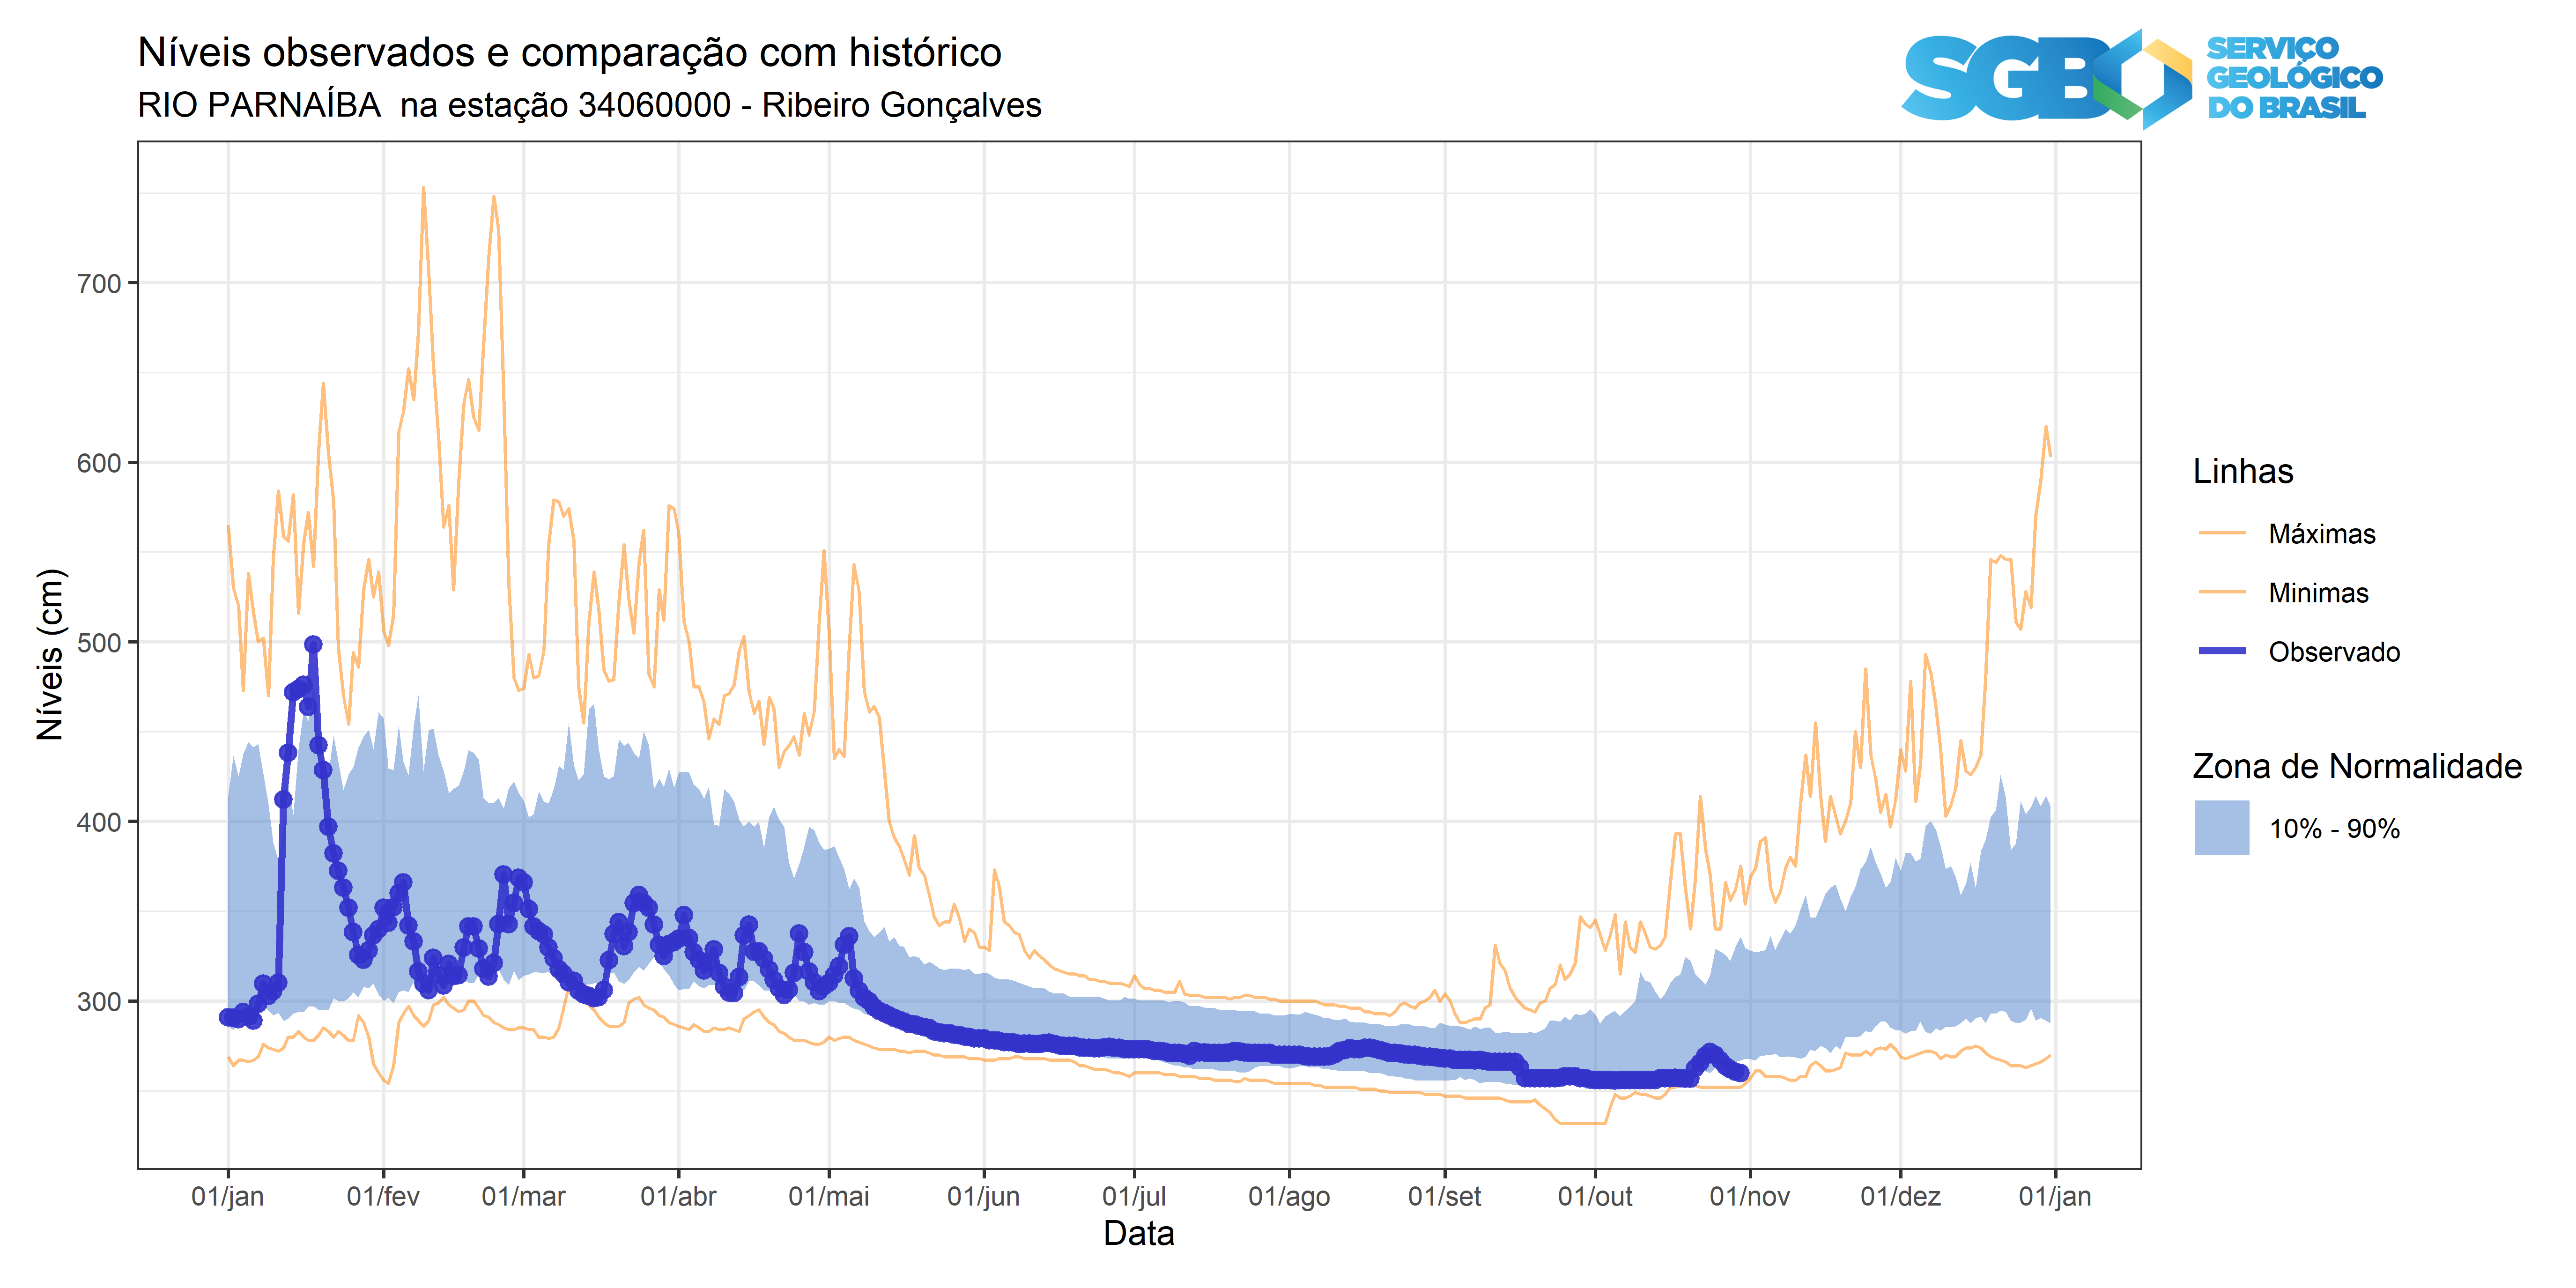 Níveis observados e comparação com histórico
RIO PARNAÍBA  na estação 34060000 - Ribeiro Gonçalves
SGB
SERVIÇO
GEOLÓGICO
DO BRASIL
Níveis (cm)
700
600
500
400
300
01/jan 01/fev 01/mar 01/abr 01/mai 01/jun 01/jul 01/ago 01/set 01/out 01/nov 01/dez 01/jan
Data
Linhas
Máximas
Minimas
Observado
Zona de Normalidade
10% - 90%